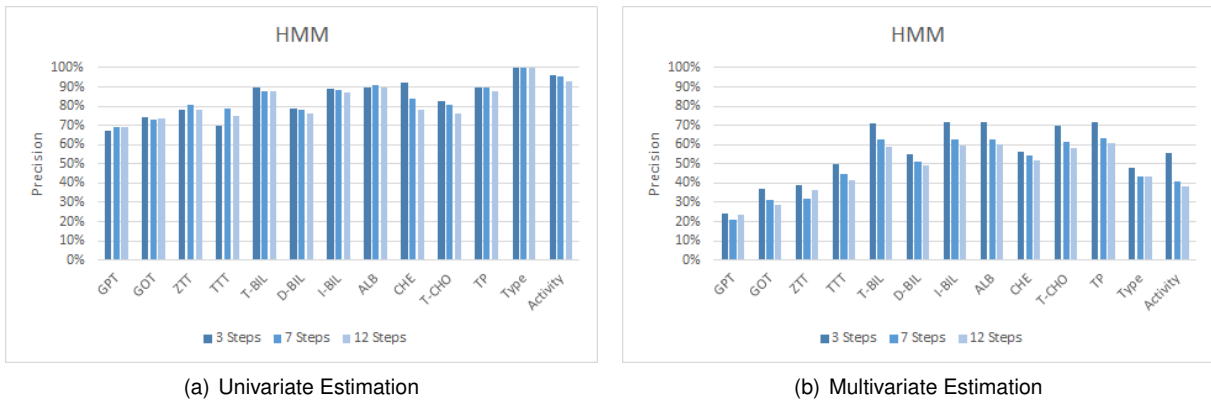 HMM
Precision
100%
90%
80%
70%
60%
50%
40%
30%
20%
10%
0%
GPT
GOT
ZTT
TTT
T-BIL
D-BIL
I-BIL
ALB
CHE
T-CHO
TP
Type
Activity
3 Steps 7 Steps 12 Steps
(a) Univariate Estimation
HMM
Precision
100%
90%
80%
70%
60%
50%
40%
30%
20%
10%
0%
GPT
GOT
ZTT
TTT
T-BIL
D-BIL
I-BIL
ALB
CHE
T-CHO
TP
Type
Activity
3 Steps 7 Steps 12 Steps
(b) Multivariate Estimation